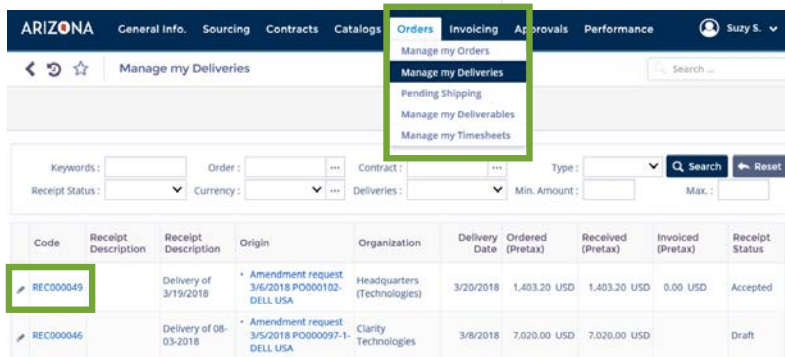 ARIZONA General Info. Sourcing Contracts Catalogs Orders Invoicing Approvals Performance Suzy S.
Manage my Deliveries
Search ...
Manage my Orders
Manage my Deliveries
Pending Shipping
Manage my Deliverables
Manage my Timesheets
Keywords : Order : ... Contract : ... Type : Search Reset
Receipt Status : Currency : ... Deliveries : Min. Amount : Max. :
Code Receipt Description Receipt Description Origin Organization Delivery Date Ordered (Pretax) Received (Pretax) Invoiced (Pretax) Receipt Status
REC000049 Delivery of 3/19/2018 • Amendment request 3/6/2018 PO000102-DELL USA Headquarters (Technologies) 3/20/2018 1,403.20 USD 1,403.20 USD 0.00 USD Accepted
REC000046 Delivery of 08-03-2018 • Amendment request 3/5/2018 PO000097-1-DELL USA Clarity Technologies 3/8/2018 7,020.00 USD 7,020.00 USD Draft